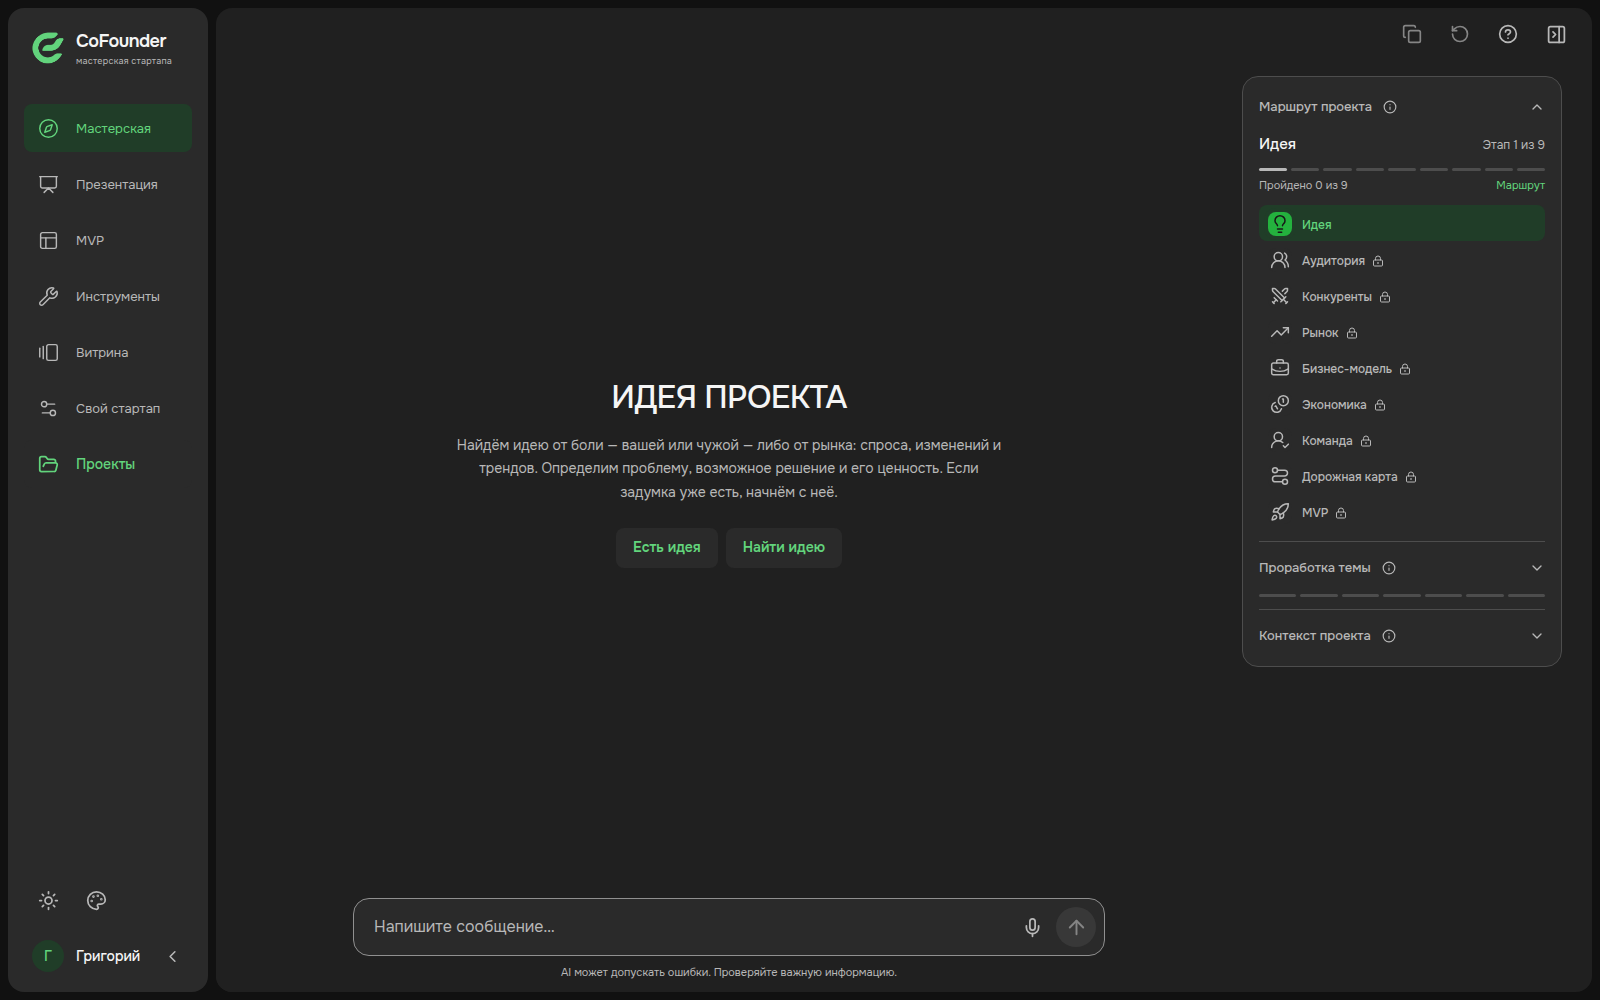 CoFounder
мастерская стартапа
Мастерская
Презентация
MVP
Инструменты
Витрина
Свой стартап
Проекты
Г
Григорий
ИДЕЯ ПРОЕКТА
Найдём идею от боли — вашей или чужой — либо от рынка: спроса, изменений и
трендов. Определим проблему, возможное решение и его ценность. Если
задумка уже есть, начнём с неё.
Есть идея
Найти идею
Напишите сообщение...
AI может допускать ошибки. Проверяйте важную информацию.
Маршрут проекта
Идея
Этап 1 из 9
Пройдено 0 из 9
Маршрут
Идея
Аудитория
Конкуренты
Рынок
Бизнес-модель
Экономика
Команда
Дорожная карта
MVP
Проработка темы
Контекст проекта